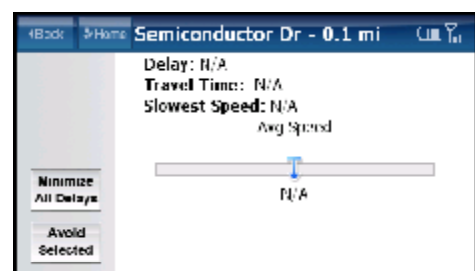 Back Home Semiconductor Dr - 0.1 mi
Delay: N/A
Travel Time: N/A
Slowest Speed: N/A
Avg Speed
N/A
Minimize
All Delays
Avoid
Selected